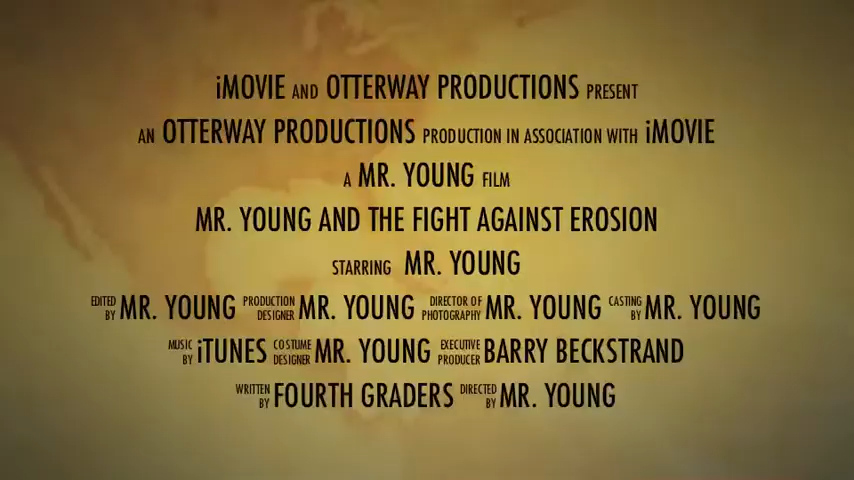 iMOVIE AND OTTERWAY PRODUCTIONS PRESENT
AN OTTERWAY PRODUCTIONS PRODUCTION IN ASSOCIATION WITH iMOVIE
A MR. YOUNG FILM
MR. YOUNG AND THE FIGHT AGAINST EROSION
STARRING MR. YOUNG
EDITED BY MR. YOUNG PRODUCTION DESIGNER MR. YOUNG DIRECTOR OF PHOTOGRAPHY MR. YOUNG CASTING BY MR. YOUNG
MUSIC BY iTUNES COSTUME DESIGNER MR. YOUNG EXECUTIVE PRODUCER BARRY BECKSTRAND
WRITTEN BY FOURTH GRADERS DIRECTED BY MR. YOUNG